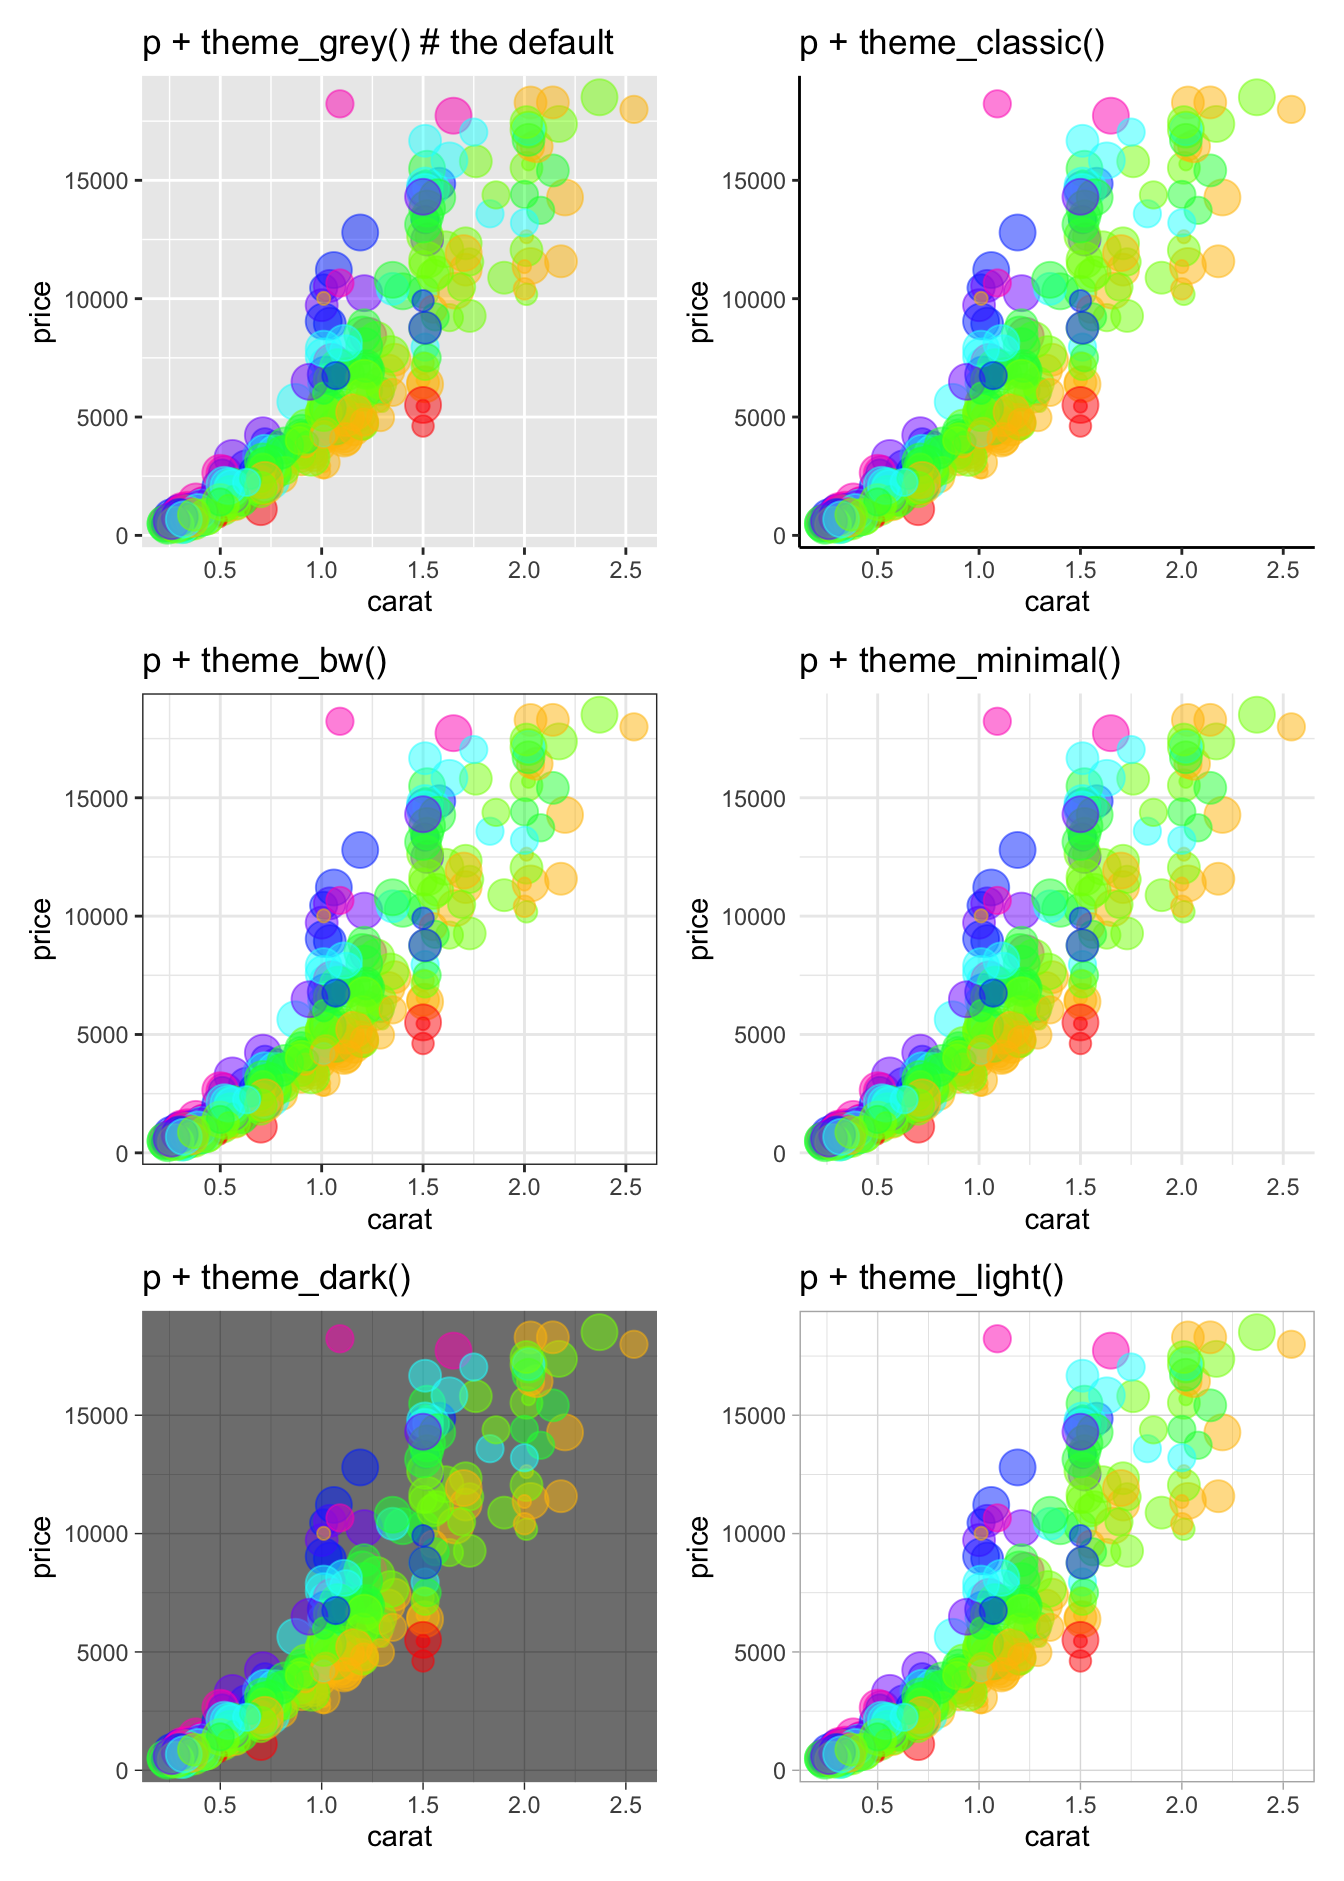 p + theme_grey() # the default
15000
10000
5000
0
price
0.5 1.0 1.5 2.0 2.5
carat
p + theme_classic()
15000
10000
5000
0
price
0.5 1.0 1.5 2.0 2.5
carat
p + theme_bw()
15000
10000
5000
0
price
0.5 1.0 1.5 2.0 2.5
carat
p + theme_minimal()
15000
10000
5000
0
price
0.5 1.0 1.5 2.0 2.5
carat
p + theme_dark()
15000
10000
5000
0
price
0.5 1.0 1.5 2.0 2.5
carat
p + theme_light()
15000
10000
5000
0
price
0.5 1.0 1.5 2.0 2.5
carat